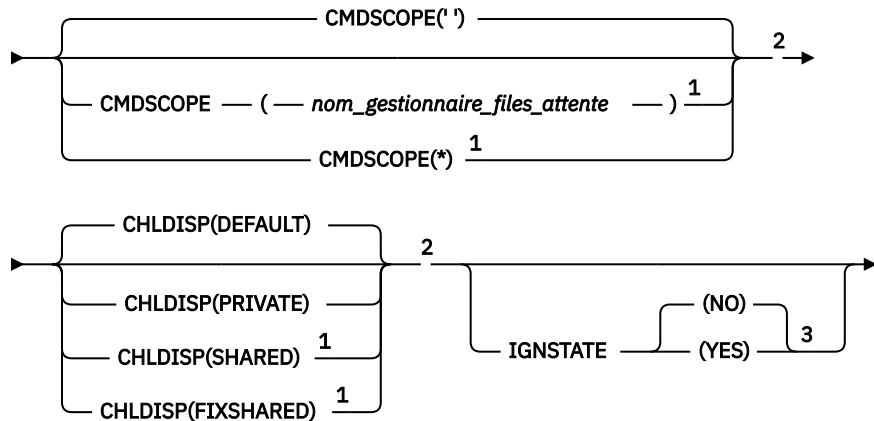 CMDSCOPE(' ')
2
CMDSCOPE ( nom_gestionnaire_files_attente ) 1
CMDSCOPE(*) 1
CHLDISP(DEFAULT)
2
CHLDISP(PRIVATE)
CHLDISP(SHARED) 1
CHLDISP(FIXSHARED) 1
(NO)
IGNSTATE (YES) 3